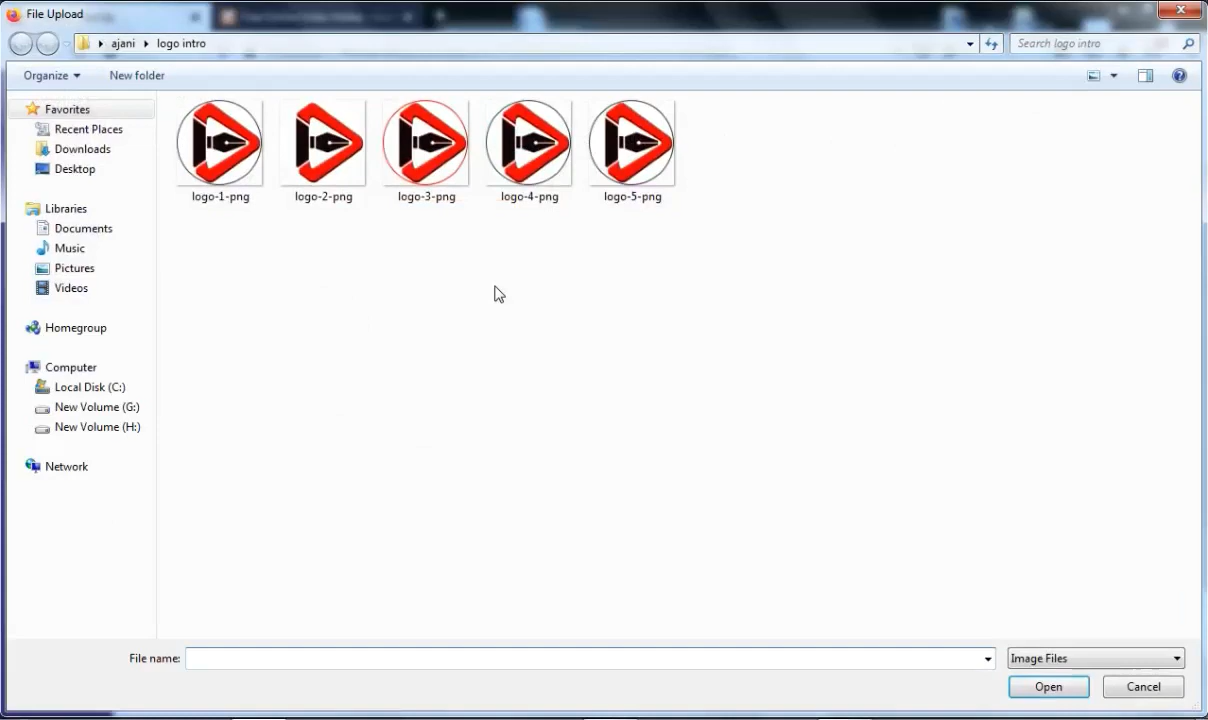 File Upload
ajani logo intro
Search logo intro
Organize
New folder
Favorites
Recent Places
Downloads
Desktop
Libraries
Documents
Music
Pictures
Videos
Homegroup
Computer
Local Disk (C:)
New Volume (G:)
New Volume (H:)
Network
logo-1-png
logo-2-png
logo-3-png
logo-4-png
logo-5-png
File name:
Image Files
Open
Cancel